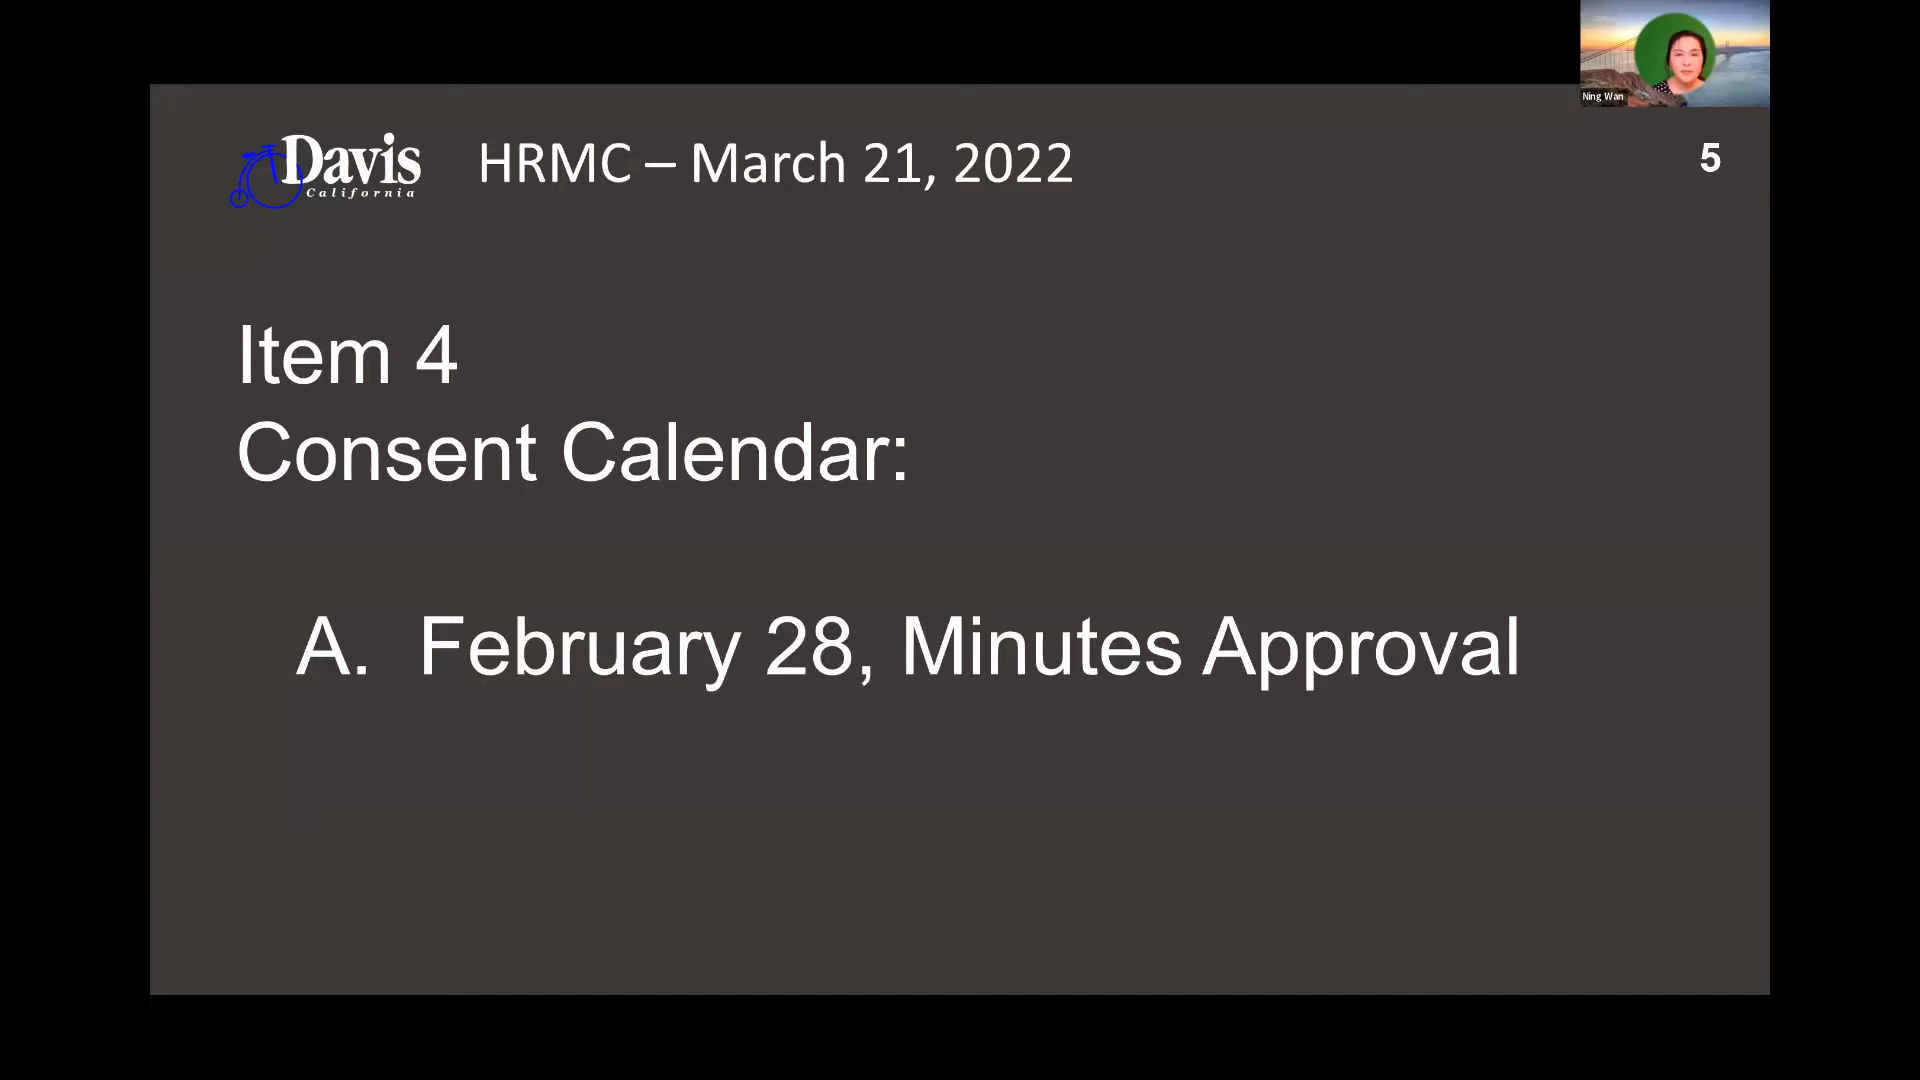 Ning Wan
Davis
California
HRMC – March 21, 2022
5
Item 4
Consent Calendar:
A. February 28, Minutes Approval